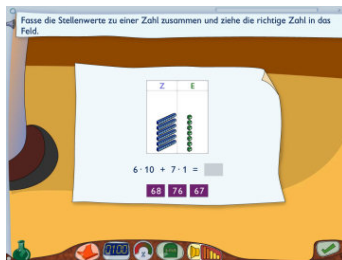 Fasse die Stellenwerte zu einer Zahl zusammen und ziehe die richtige Zahl in das
Feld.
Z E
6·10 + 7·1 =
68 76 67